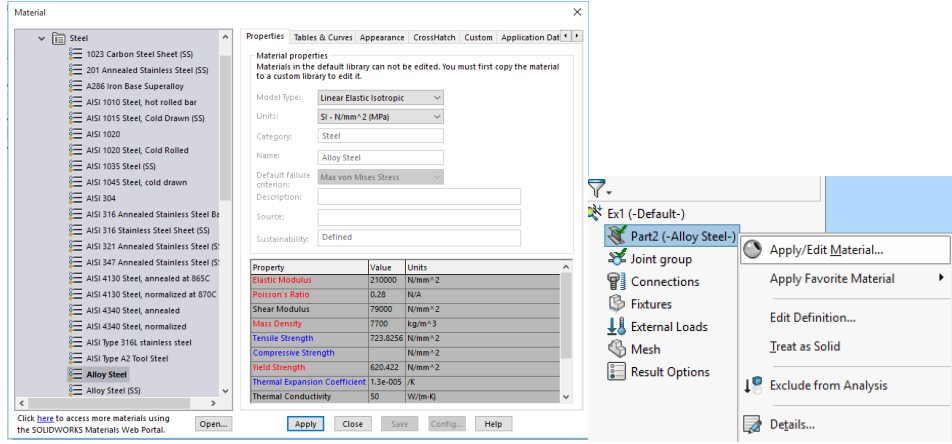 Material
Steel
1023 Carbon Steel Sheet (SS)
201 Annealed Stainless Steel (SS)
A286 Iron Base Superalloy
AISI 1010 Steel, hot rolled bar
AISI 1015 Steel, Cold Drawn (SS)
AISI 1020
AISI 1020 Steel, Cold Rolled
AISI 1035 Steel (SS)
AISI 1045 Steel, cold drawn
AISI 304
AISI 316 Annealed Stainless Steel Ba
AISI 316 Stainless Steel Sheet (SS)
AISI 321 Annealed Stainless Steel (S
AISI 347 Annealed Stainless Steel (S
AISI 4130 Steel, annealed at 865C
AISI 4130 Steel, normalized at 870C
AISI 4340 Steel, annealed
AISI 4340 Steel, normalized
AISI Type 316L stainless steel
AISI Type A2 Tool Steel
Alloy Steel
Alloy Steel (SS)
Click here to access more materials using
the SOLIDWORKS Materials Web Portal.
Open...
Properties Tables & Curves Appearance CrossHatch Custom Application Dat
Material properties
Materials in the default library can not be edited. You must first copy the material
to a custom library to edit it.
Model Type: Linear Elastic Isotropic
Units: SI - N/mm^2 (MPa)
Category: Steel
Name: Alloy Steel
Default failure
criterion: Max von Mises Stress
Description:
Source:
Sustainability: Defined
Property Value Units
Elastic Modulus 210000 N/mm^2
Poisson's Ratio 0.28 N/A
Shear Modulus 79000 N/mm^2
Mass Density 7700 kg/m^3
Tensile Strength 723.8256 N/mm^2
Compressive Strength N/mm^2
Yield Strength 620.422 N/mm^2
Thermal Expansion Coefficient 1.3e-005 /K
Thermal Conductivity 50 W/(m·K)
Apply Close Save Config... Help
Ex1 (-Default-)
Part2 (-Alloy Steel-)
Joint group
Connections
Fixtures
External Loads
Mesh
Result Options
Apply/Edit Material...
Apply Favorite Material
Edit Definition...
Treat as Solid
Exclude from Analysis
Details...